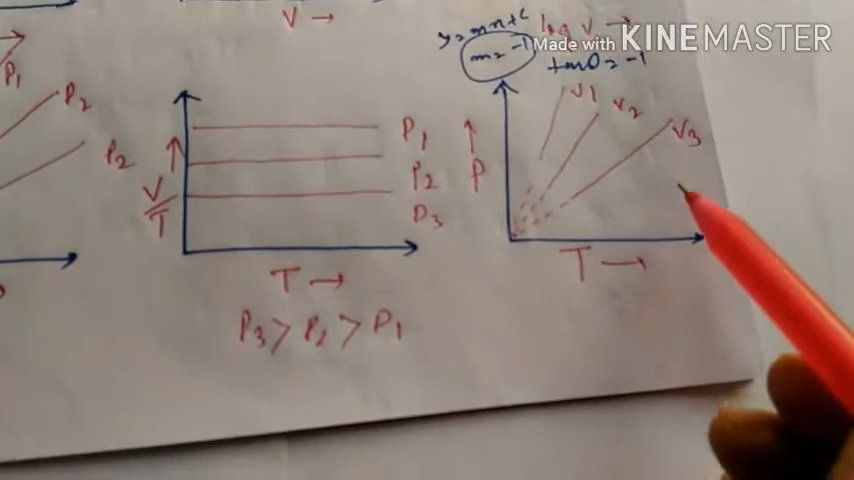 V →
y=mx+c
log V →
m=-1
tanθ=-1
Made with KINEMASTER
P1
P2
P2
V/T
P1
P2
P3
T →
P3 > P2 > P1
P
V1
V2
V3
T →